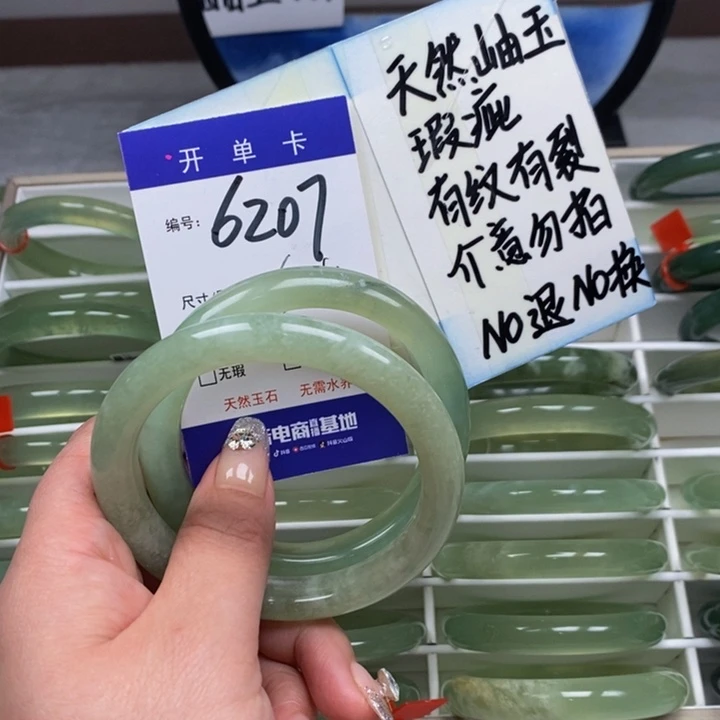 开单卡
编号: 6207
尺寸
无瑕
天然玉石 无需水养
电商直播基地
天然岫玉
瑕疵
有纹有裂
介意勿拍
NO退NO换